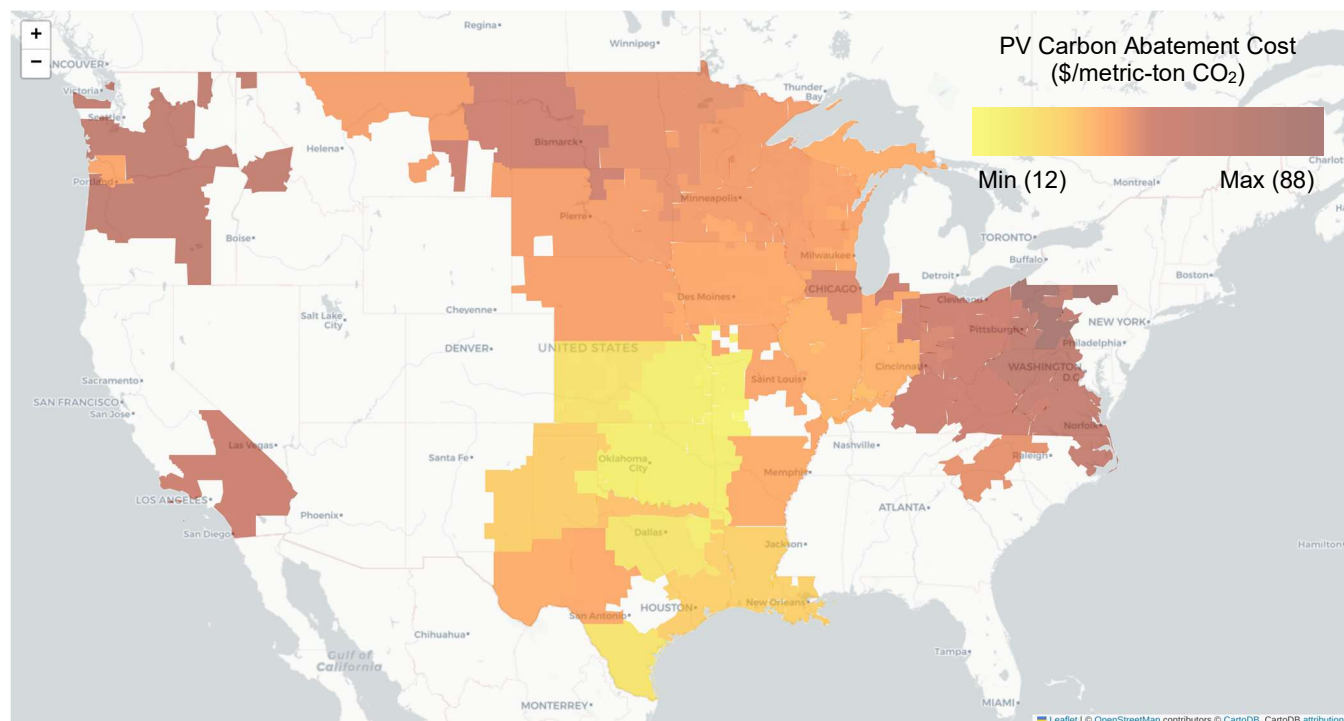 +
−
Regina
Winnipeg
PV Carbon Abatement Cost
($/metric-ton CO₂)
Min (12) Max (88)
NCOUVER
Victoria
Seattle
Thunder
Bay
Helena
Bismarck
Charlott
Portland
Montreal
Minneapolis
Pierre
Boise
TORONTO
Milwaukee
Buffalo
Detroit
Boston
CHICAGO
Des Moines
Cleveland
Cheyenne
Salt Lake
City
Pittsburgh
NEW YORK
Philadelphia
DENVER
UNITED STATES
Cincinnati
WASHINGTON
D.C.
Sacramento
Saint Louis
SAN FRANCISCO
San Jose
Norfolk
Las Vegas
Nashville
Raleigh
Santa Fe
Oklahoma
City
Memphis
LOS ANGELES
Phoenix
ATLANTA
San Diego
Dallas
Jackson
Hamilton
HOUSTON
New Orleans
San Antonio
Chihuahua
Gulf of
California
Tampa
MONTERREY
MIAMI
Leaflet | © OpenStreetMap contributors © CartoDB, CartoDB attribution